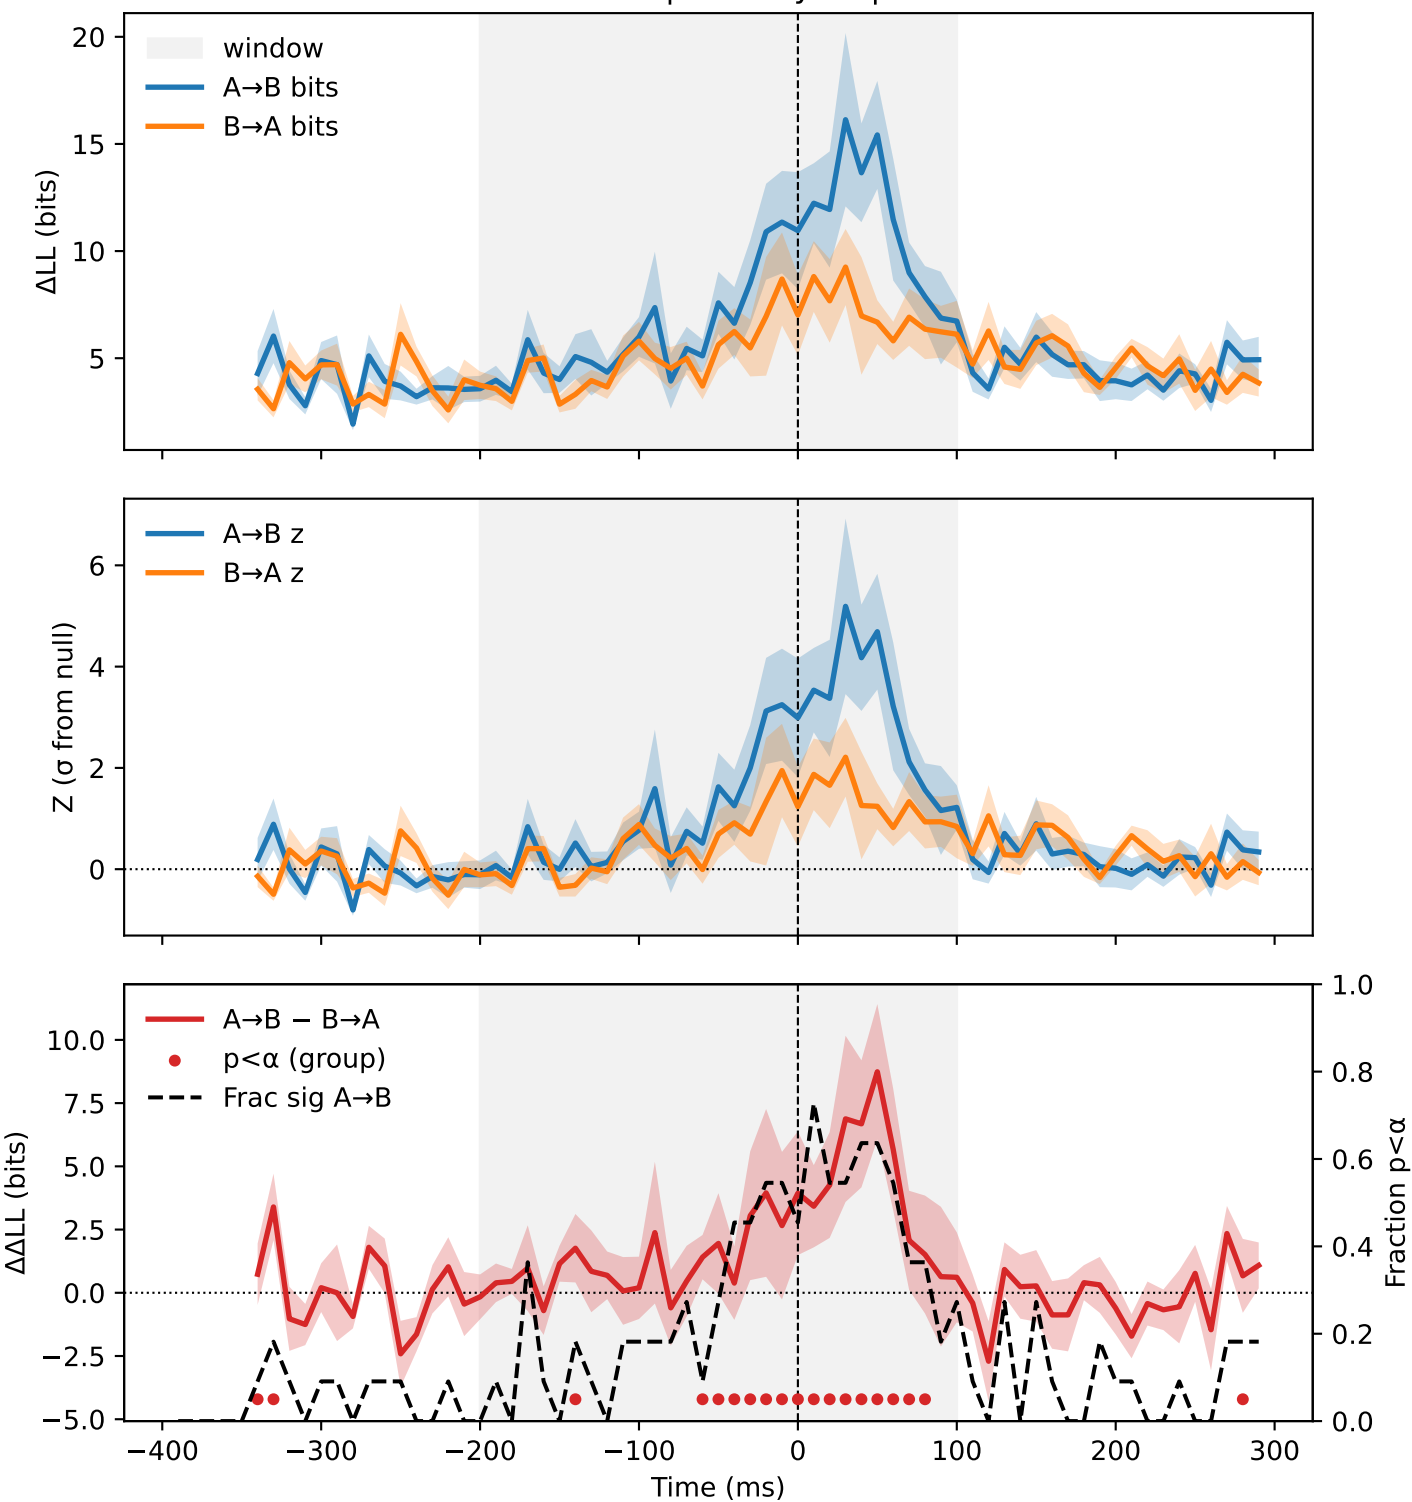 20
15
10
5
ΔLL (bits)
window
A→B bits
B→A bits
6
4
2
0
Z (σ from null)
A→B z
B→A z
10.0
7.5
5.0
2.5
0.0
−2.5
−5.0
ΔΔLL (bits)
A→B − B→A
p<α (group)
Frac sig A→B
1.0
0.8
0.6
0.4
0.2
0.0
Fraction p<α
−400 −300 −200 −100 0 100 200 300
Time (ms)